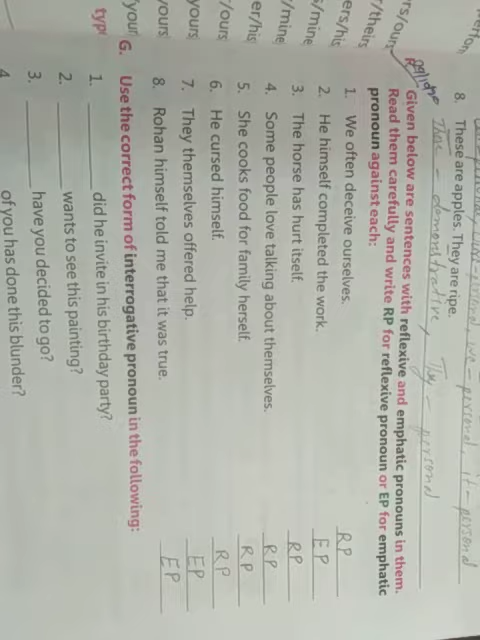 8. These are apples. They are ripe.
These - demonstrative, They - personal
Given below are sentences with reflexive and emphatic pronouns in them.
Read them carefully and write RP for reflexive pronoun or EP for emphatic
pronoun against each:
1. We often deceive ourselves. RP
2. He himself completed the work. EP
3. The horse has hurt itself. RP
4. Some people love talking about themselves. RP
5. She cooks food for family herself. RP
6. He cursed himself. RP
7. They themselves offered help. EP
8. Rohan himself told me that it was true. EP
G. Use the correct form of interrogative pronoun in the following:
1. did he invite in his birthday party?
2. wants to see this painting?
3. have you decided to go?
4 of you has done this blunder?